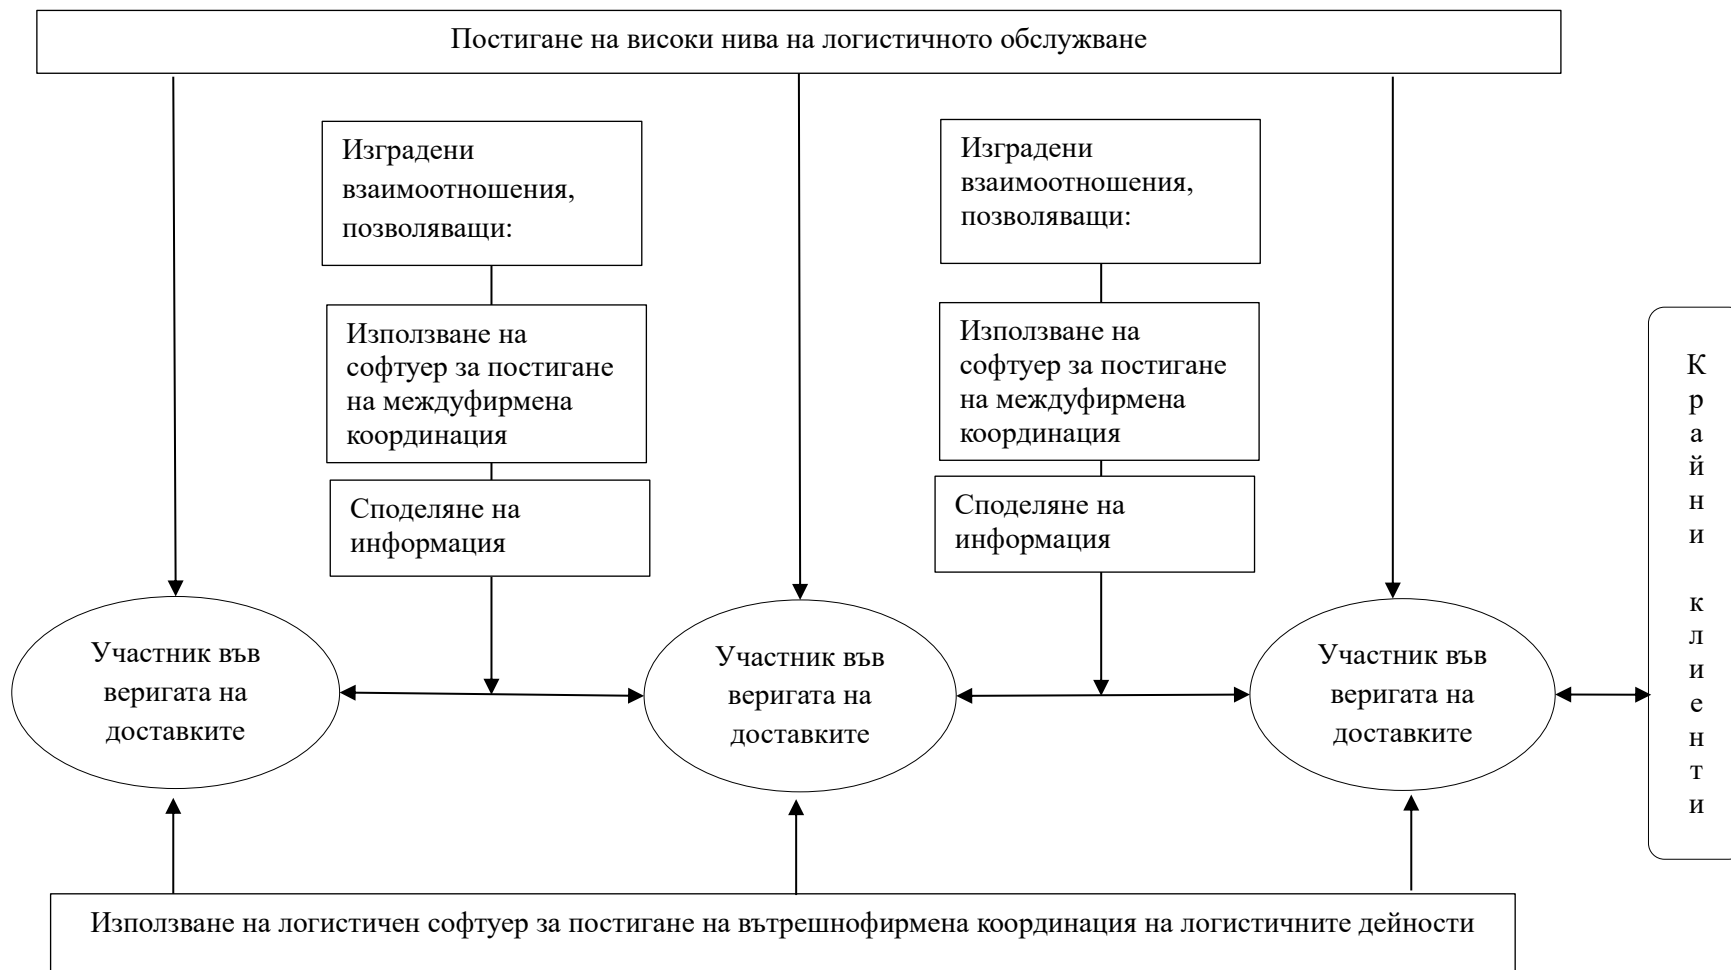 Постигане на високи нива на логистичното обслужване
Изградени
взаимоотношения,
позволяващи:
Изградени
взаимоотношения,
позволяващи:
Използване на
софтуер за постигане
на междуфирмена
координация
Използване на
софтуер за постигане
на междуфирмена
координация
Споделяне на
информация
Споделяне на
информация
Участник във
веригата на
доставките
Участник във
веригата на
доставките
Участник във
веригата на
доставките
Крайни клиенти
Използване на логистичен софтуер за постигане на вътрешнофирмена координация на логистичните дейности